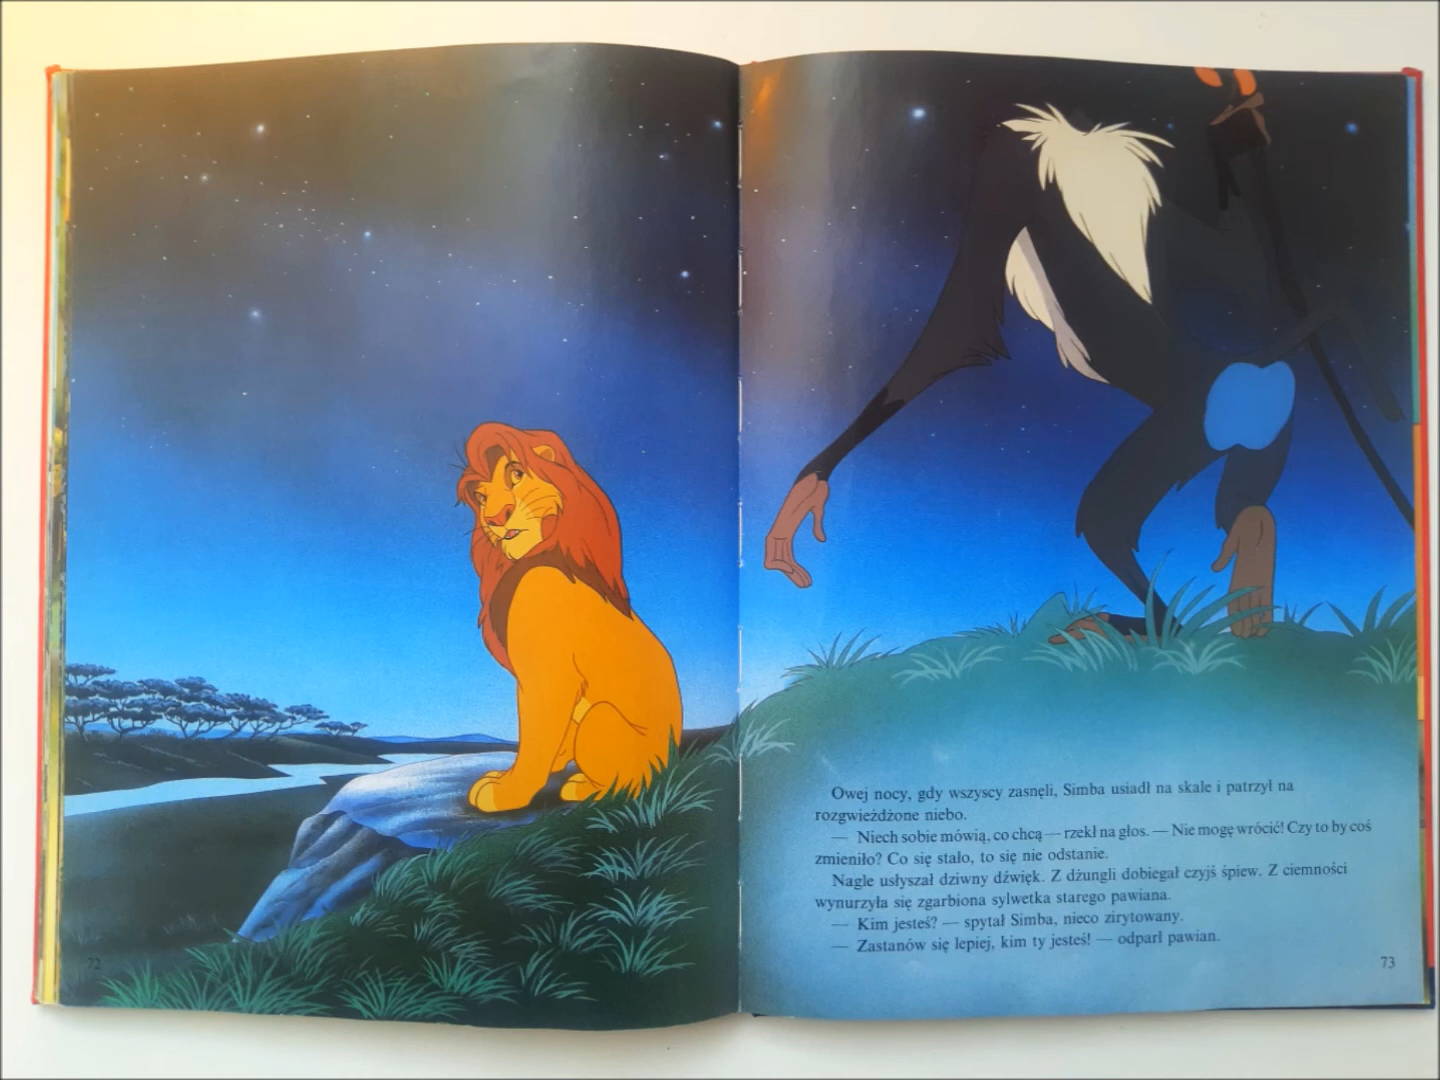 Owej nocy, gdy wszyscy zasnęli, Simba usiadł na skale i patrzył na
rozgwieżdżone niebo.
— Niech sobie mówią, co chcą — rzekł na głos. — Nie mogę wrócić! Czy to by coś
zmieniło? Co się stało, to się nie odstanie.
Nagle usłyszał dziwny dźwięk. Z dżungli dobiegał czyjś śpiew. Z ciemności
wynurzyła się zgarbiona sylwetka starego pawiana.
— Kim jesteś? — spytał Simba, nieco zirytowany.
— Zastanów się lepiej, kim ty jesteś! — odparł pawian.
72
73